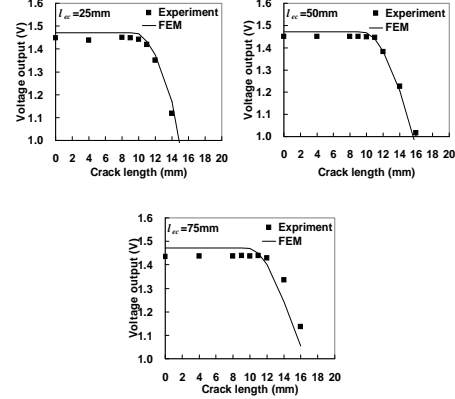 1.6
l ec =25mm
■ Experiment
— FEM
1.5
1.4
1.3
1.2
1.1
1.0
Voltage output (V)
0 2 4 6 8 10 12 14 16 18 20
Crack length (mm)
1.6
l ec =50mm
■ Experiment
— FEM
1.5
1.4
1.3
1.2
1.1
1.0
Voltage output (V)
0 2 4 6 8 10 12 14 16 18 20
Crack length (mm)
1.6
l ec =75mm
■ Expriment
— FEM
1.5
1.4
1.3
1.2
1.1
1.0
Voltage output (V)
0 2 4 6 8 10 12 14 16 18 20
Crack length (mm)